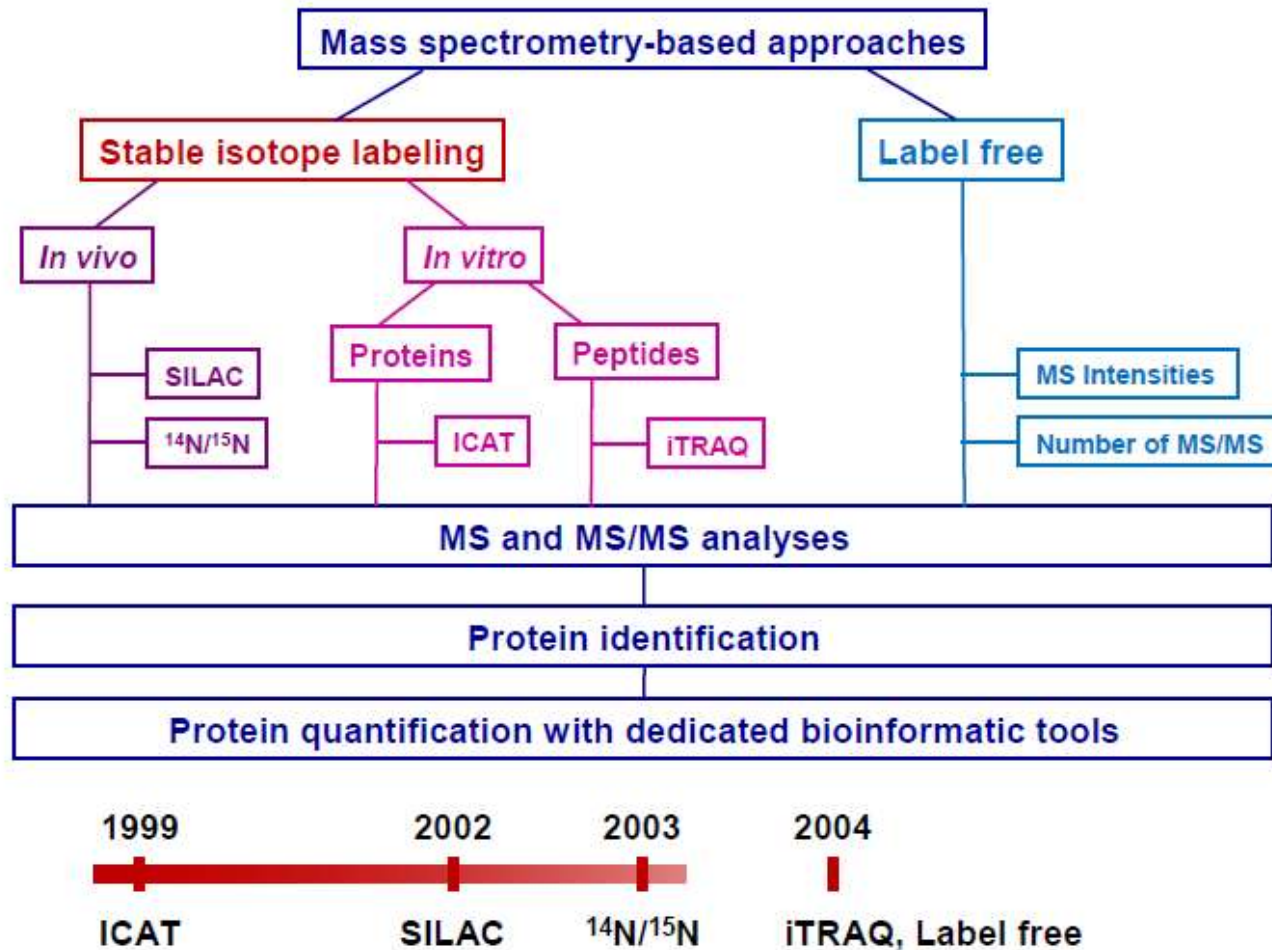 Mass spectrometry-based approaches
Stable isotope labeling
Label free
In vivo
In vitro
Proteins
Peptides
SILAC
MS Intensities
¹⁴N/¹⁵N
ICAT
iTRAQ
Number of MS/MS
MS and MS/MS analyses
Protein identification
Protein quantification with dedicated bioinformatic tools
1999
2002
2003
2004
ICAT
SILAC
¹⁴N/¹⁵N
iTRAQ, Label free